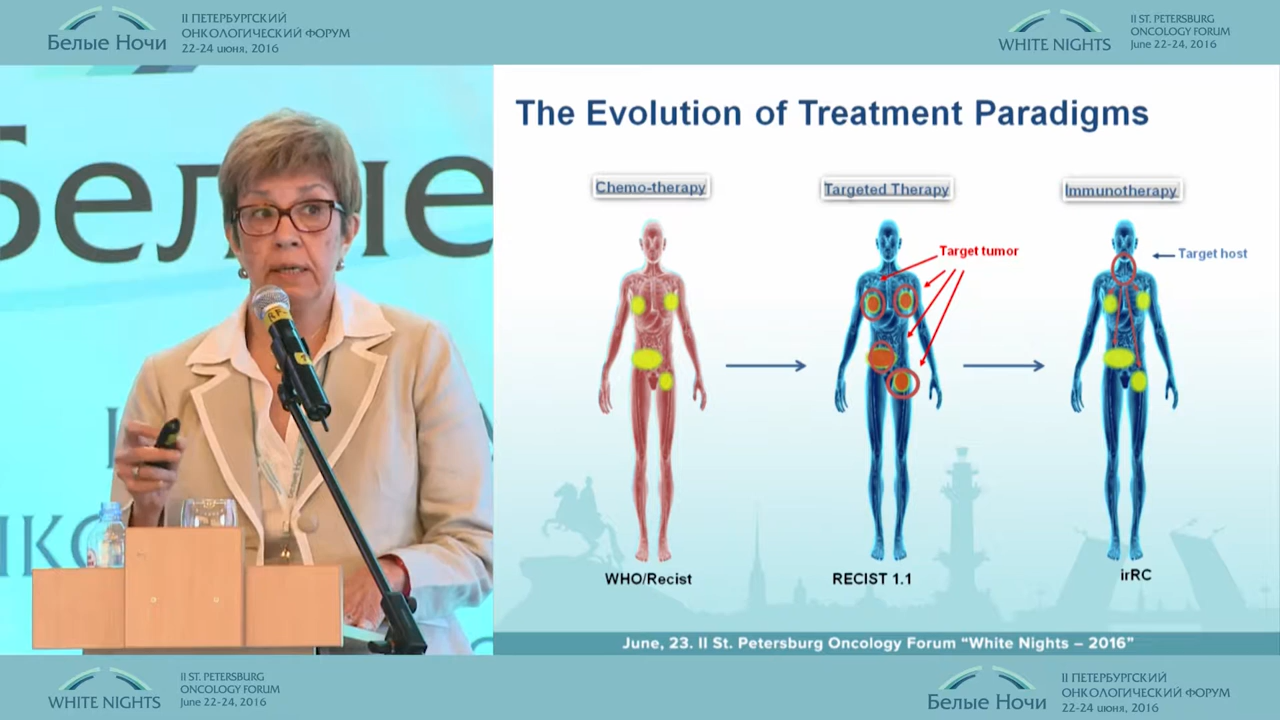 Белые Ночи
II ПЕТЕРБУРГСКИЙ
ОНКОЛОГИЧЕСКИЙ ФОРУМ
22-24 июня, 2016
WHITE NIGHTS
II ST. PETERSBURG
ONCOLOGY FORUM
June 22-24, 2016
Белые
The Evolution of Treatment Paradigms
Chemo-therapy
Targeted Therapy
Immunotherapy
Target tumor
Target host
WHO/Recist
RECIST 1.1
irRC
June, 23. II St. Petersburg Oncology Forum “White Nights – 2016”
WHITE NIGHTS
II ST. PETERSBURG
ONCOLOGY FORUM
June 22-24, 2016
Белые Ночи
II ПЕТЕРБУРГСКИЙ
ОНКОЛОГИЧЕСКИЙ ФОРУМ
22-24 июня, 2016